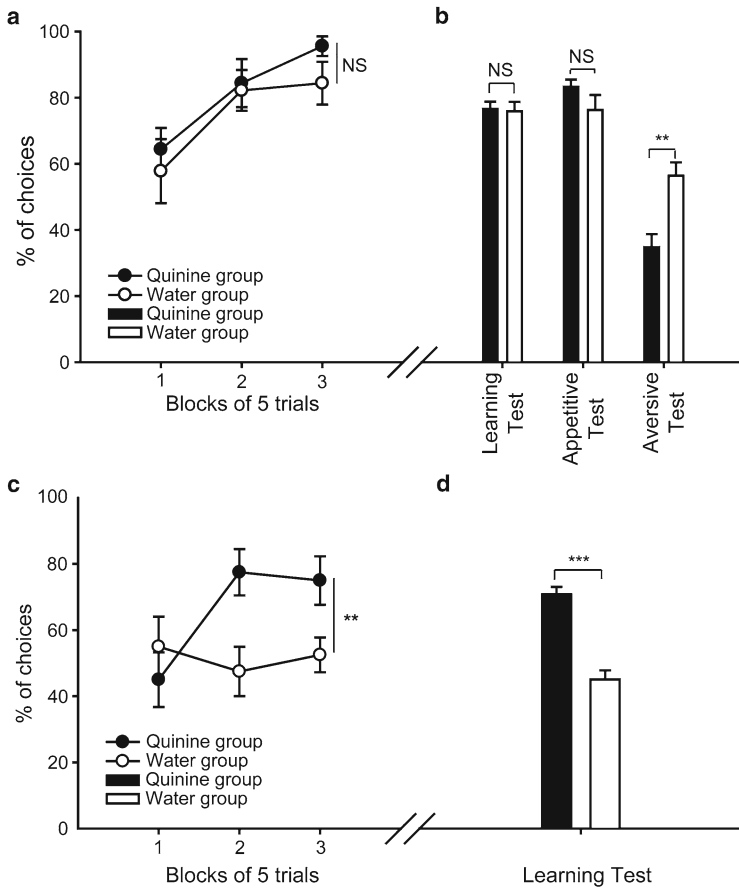 a
100
80
60
40
20
0
% of choices
NS
Quinine group
Water group
Quinine group
Water group
1 2 3
Blocks of 5 trials
b
NS
NS
**
Learning
Test
Appetitive
Test
Aversive
Test
c
100
80
60
40
20
0
% of choices
**
Quinine group
Water group
Quinine group
Water group
1 2 3
Blocks of 5 trials
d
***
Learning Test